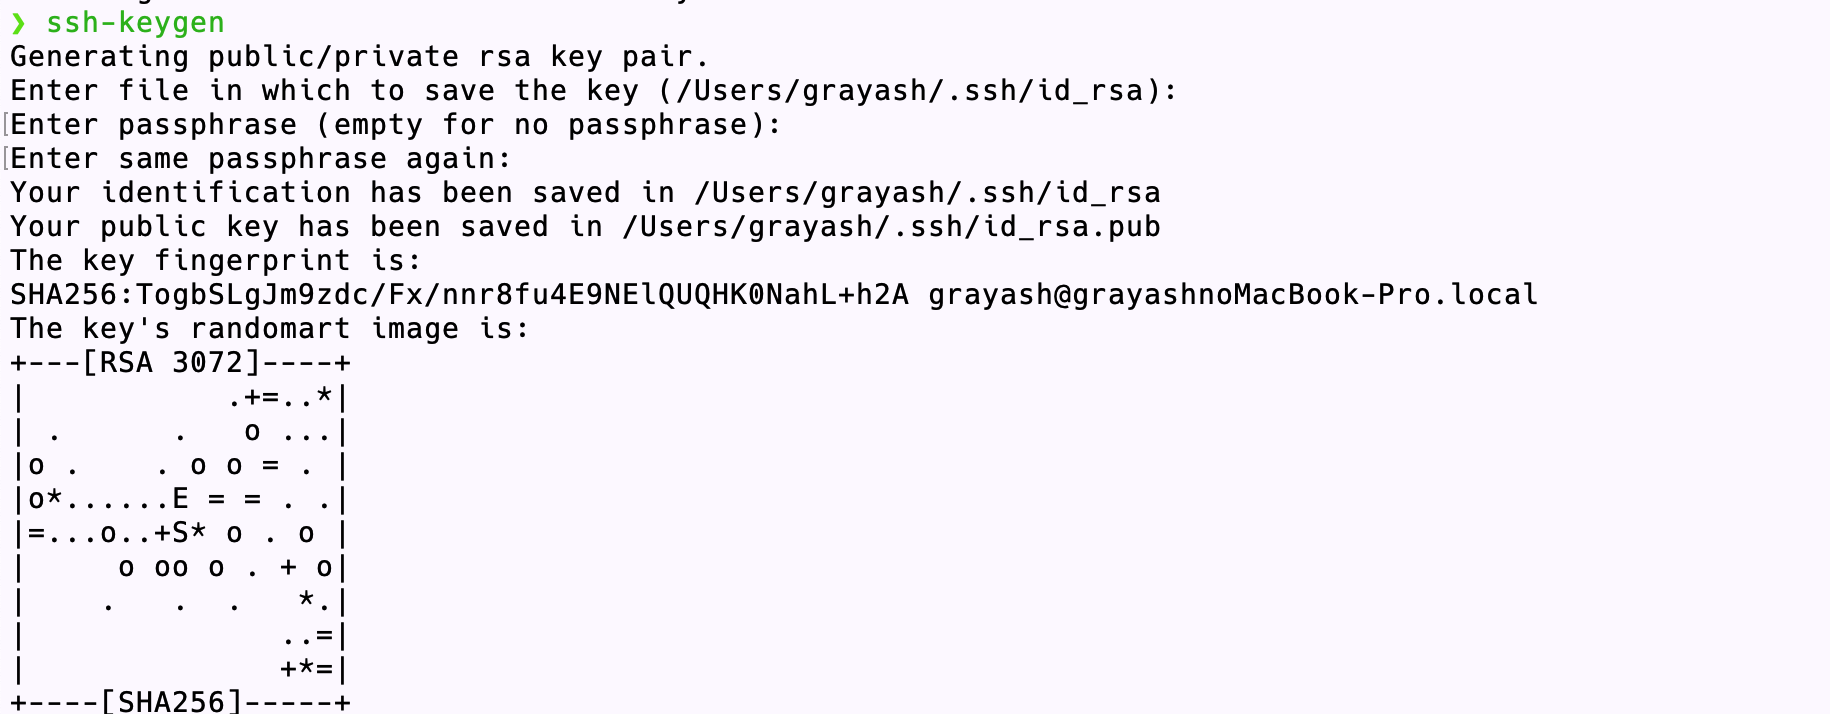 ❯ ssh-keygen
Generating public/private rsa key pair.
Enter file in which to save the key (/Users/grayash/.ssh/id_rsa):
[Enter passphrase (empty for no passphrase):
[Enter same passphrase again:
Your identification has been saved in /Users/grayash/.ssh/id_rsa
Your public key has been saved in /Users/grayash/.ssh/id_rsa.pub
The key fingerprint is:
SHA256:TogbSLgJm9zdc/Fx/nnr8fu4E9NElQUQHK0NahL+h2A grayash@grayashnoMacBook-Pro.local
The key's randomart image is:
+---[RSA 3072]----+
|            .+=..*|
| .      .   o ...|
|o .    . o o = . |
|o*......E = = . .|
|=...o..+S* o . o |
|     o oo o . + o|
|    .   .  .   *.|
|              ..=|
|              +*=|
+----[SHA256]-----+